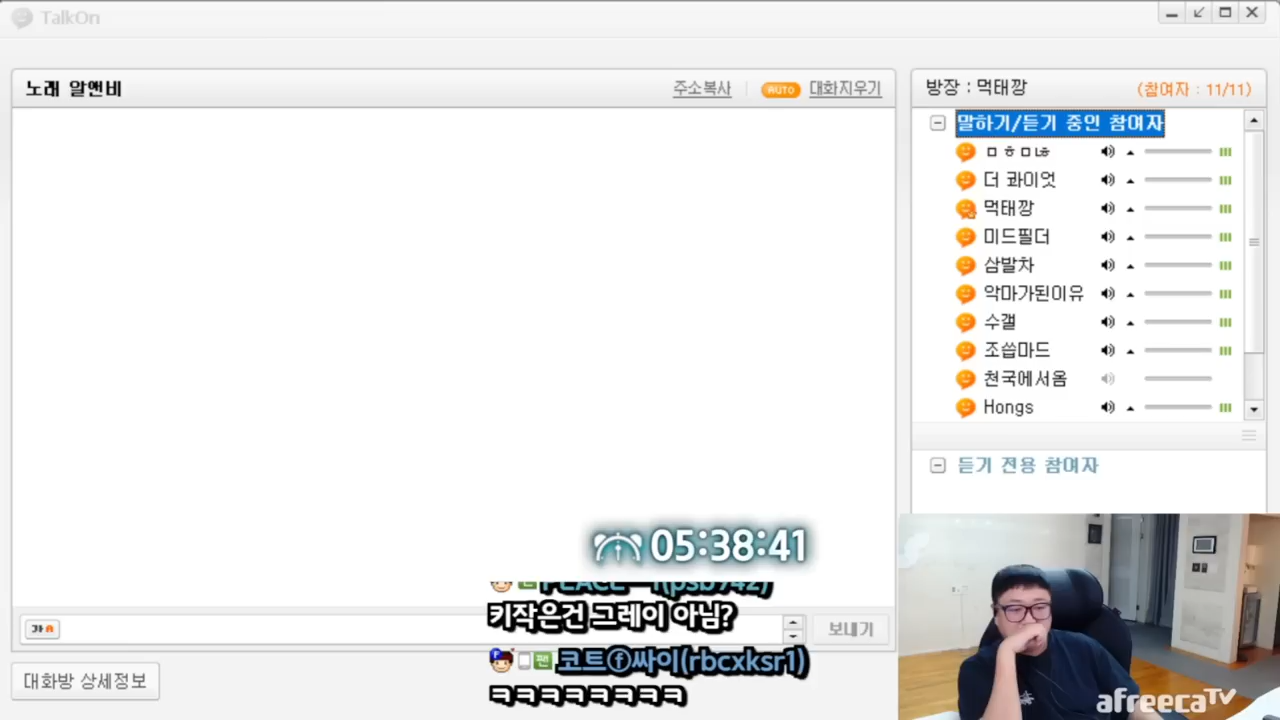 TalkOn
노래 알앤비
주소복사
AUTO
대화지우기
방장 : 먹태깡
(참여자 : 11/11)
말하기/듣기 중인 참여자
ㅁㅎㅁㄶ
더 콰이엇
먹태깡
미드필더
삼발차
악마가된이유
수갤
조씁마드
천국에서옴
Hongs
듣기 전용 참여자
05:38:41
키작은건 그레이 아님?
팬 코트ⓕ싸이(rbcxksr1)
ㅋㅋㅋㅋㅋㅋㅋㅋ
가
보내기
대화방 상세정보
afreecaTV